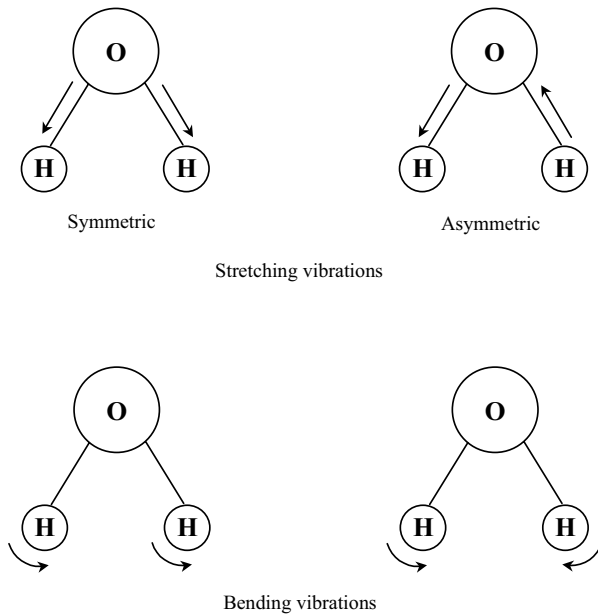 O O
H H H H
Symmetric Asymmetric
Stretching vibrations
O O
H H H H
Bending vibrations